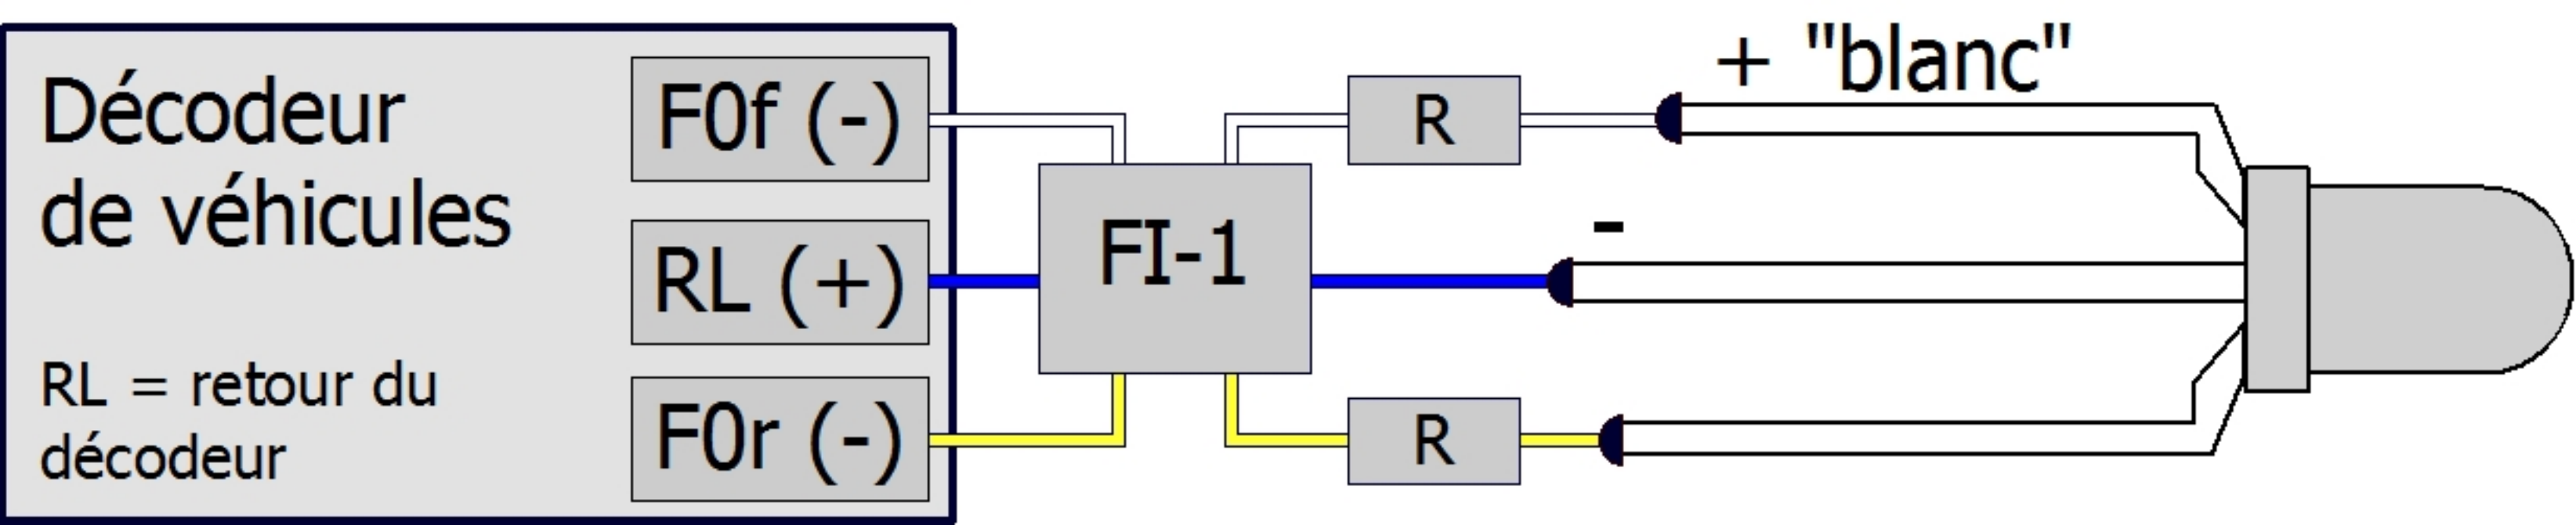 Décodeur
de véhicules
RL = retour du
décodeur
F0f (-)
RL (+)
F0r (-)
FI-1
R
R
+ "blanc"
-